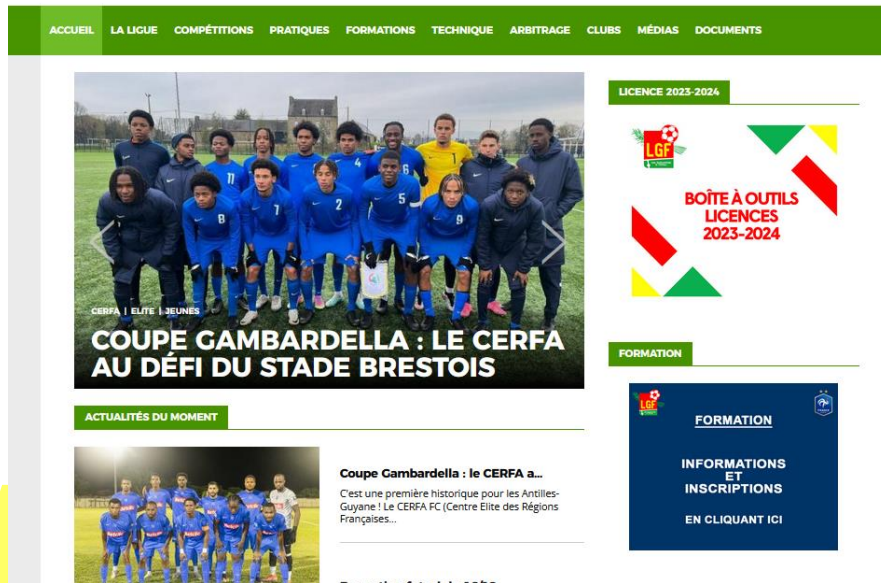 ACCUEIL LA LIGUE COMPÉTITIONS PRATIQUES FORMATIONS TECHNIQUE ARBITRAGE CLUBS MÉDIAS DOCUMENTS
CERFA | ELITE | JEUNES
COUPE GAMBARDELLA : LE CERFA
AU DÉFI DU STADE BRESTOIS
ACTUALITÉS DU MOMENT
Coupe Gambardella : le CERFA a...
C'est une première historique pour les Antilles-
Guyane ! Le CERFA FC (Centre Elite des Régions
Françaises...
LICENCE 2023-2024
LGF
BOÎTE À OUTILS
LICENCES
2023-2024
FORMATION
LGF
FORMATION
INFORMATIONS
ET
INSCRIPTIONS
EN CLIQUANT ICI